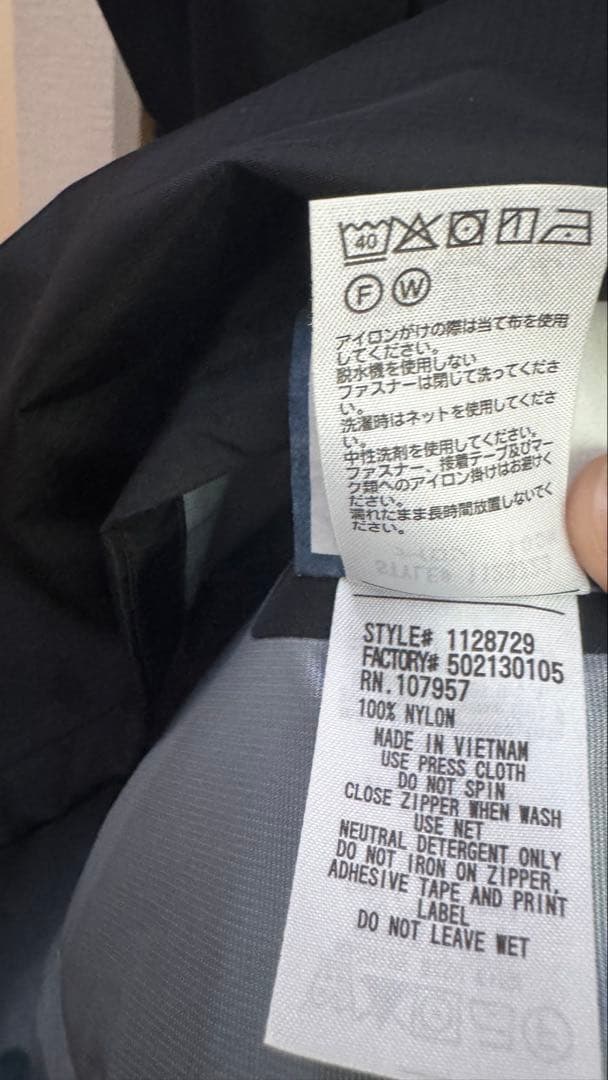 40
F W
アイロンがけの際は当て布を使用
してください。
脱水機を使用しない
ファスナーは閉じて洗ってくださ
い。
洗濯時はネットを使用してくださ
い。
中性洗剤を使用してください。
ファスナー、接着テープ及びマー
ク類へのアイロン掛けはお避けく
ださい。
濡れたまま長時間放置しないでく
ださい。
STYLE# 1128729
FACTORY# 502130105
RN.107957
100% NYLON
MADE IN VIETNAM
USE PRESS CLOTH
DO NOT SPIN
CLOSE ZIPPER WHEN WASH
USE NET
NEUTRAL DETERGENT ONLY
DO NOT IRON ON ZIPPER,
ADHESIVE TAPE AND PRINT
LABEL
DO NOT LEAVE WET